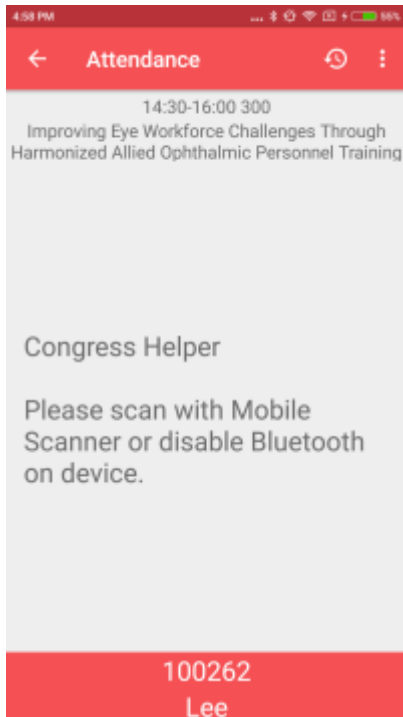 4:58 PM ... 55%
Attendance
14:30-16:00 300
Improving Eye Workforce Challenges Through
Harmonized Allied Ophthalmic Personnel Training
Congress Helper
Please scan with Mobile
Scanner or disable Bluetooth
on device.
100262
Lee